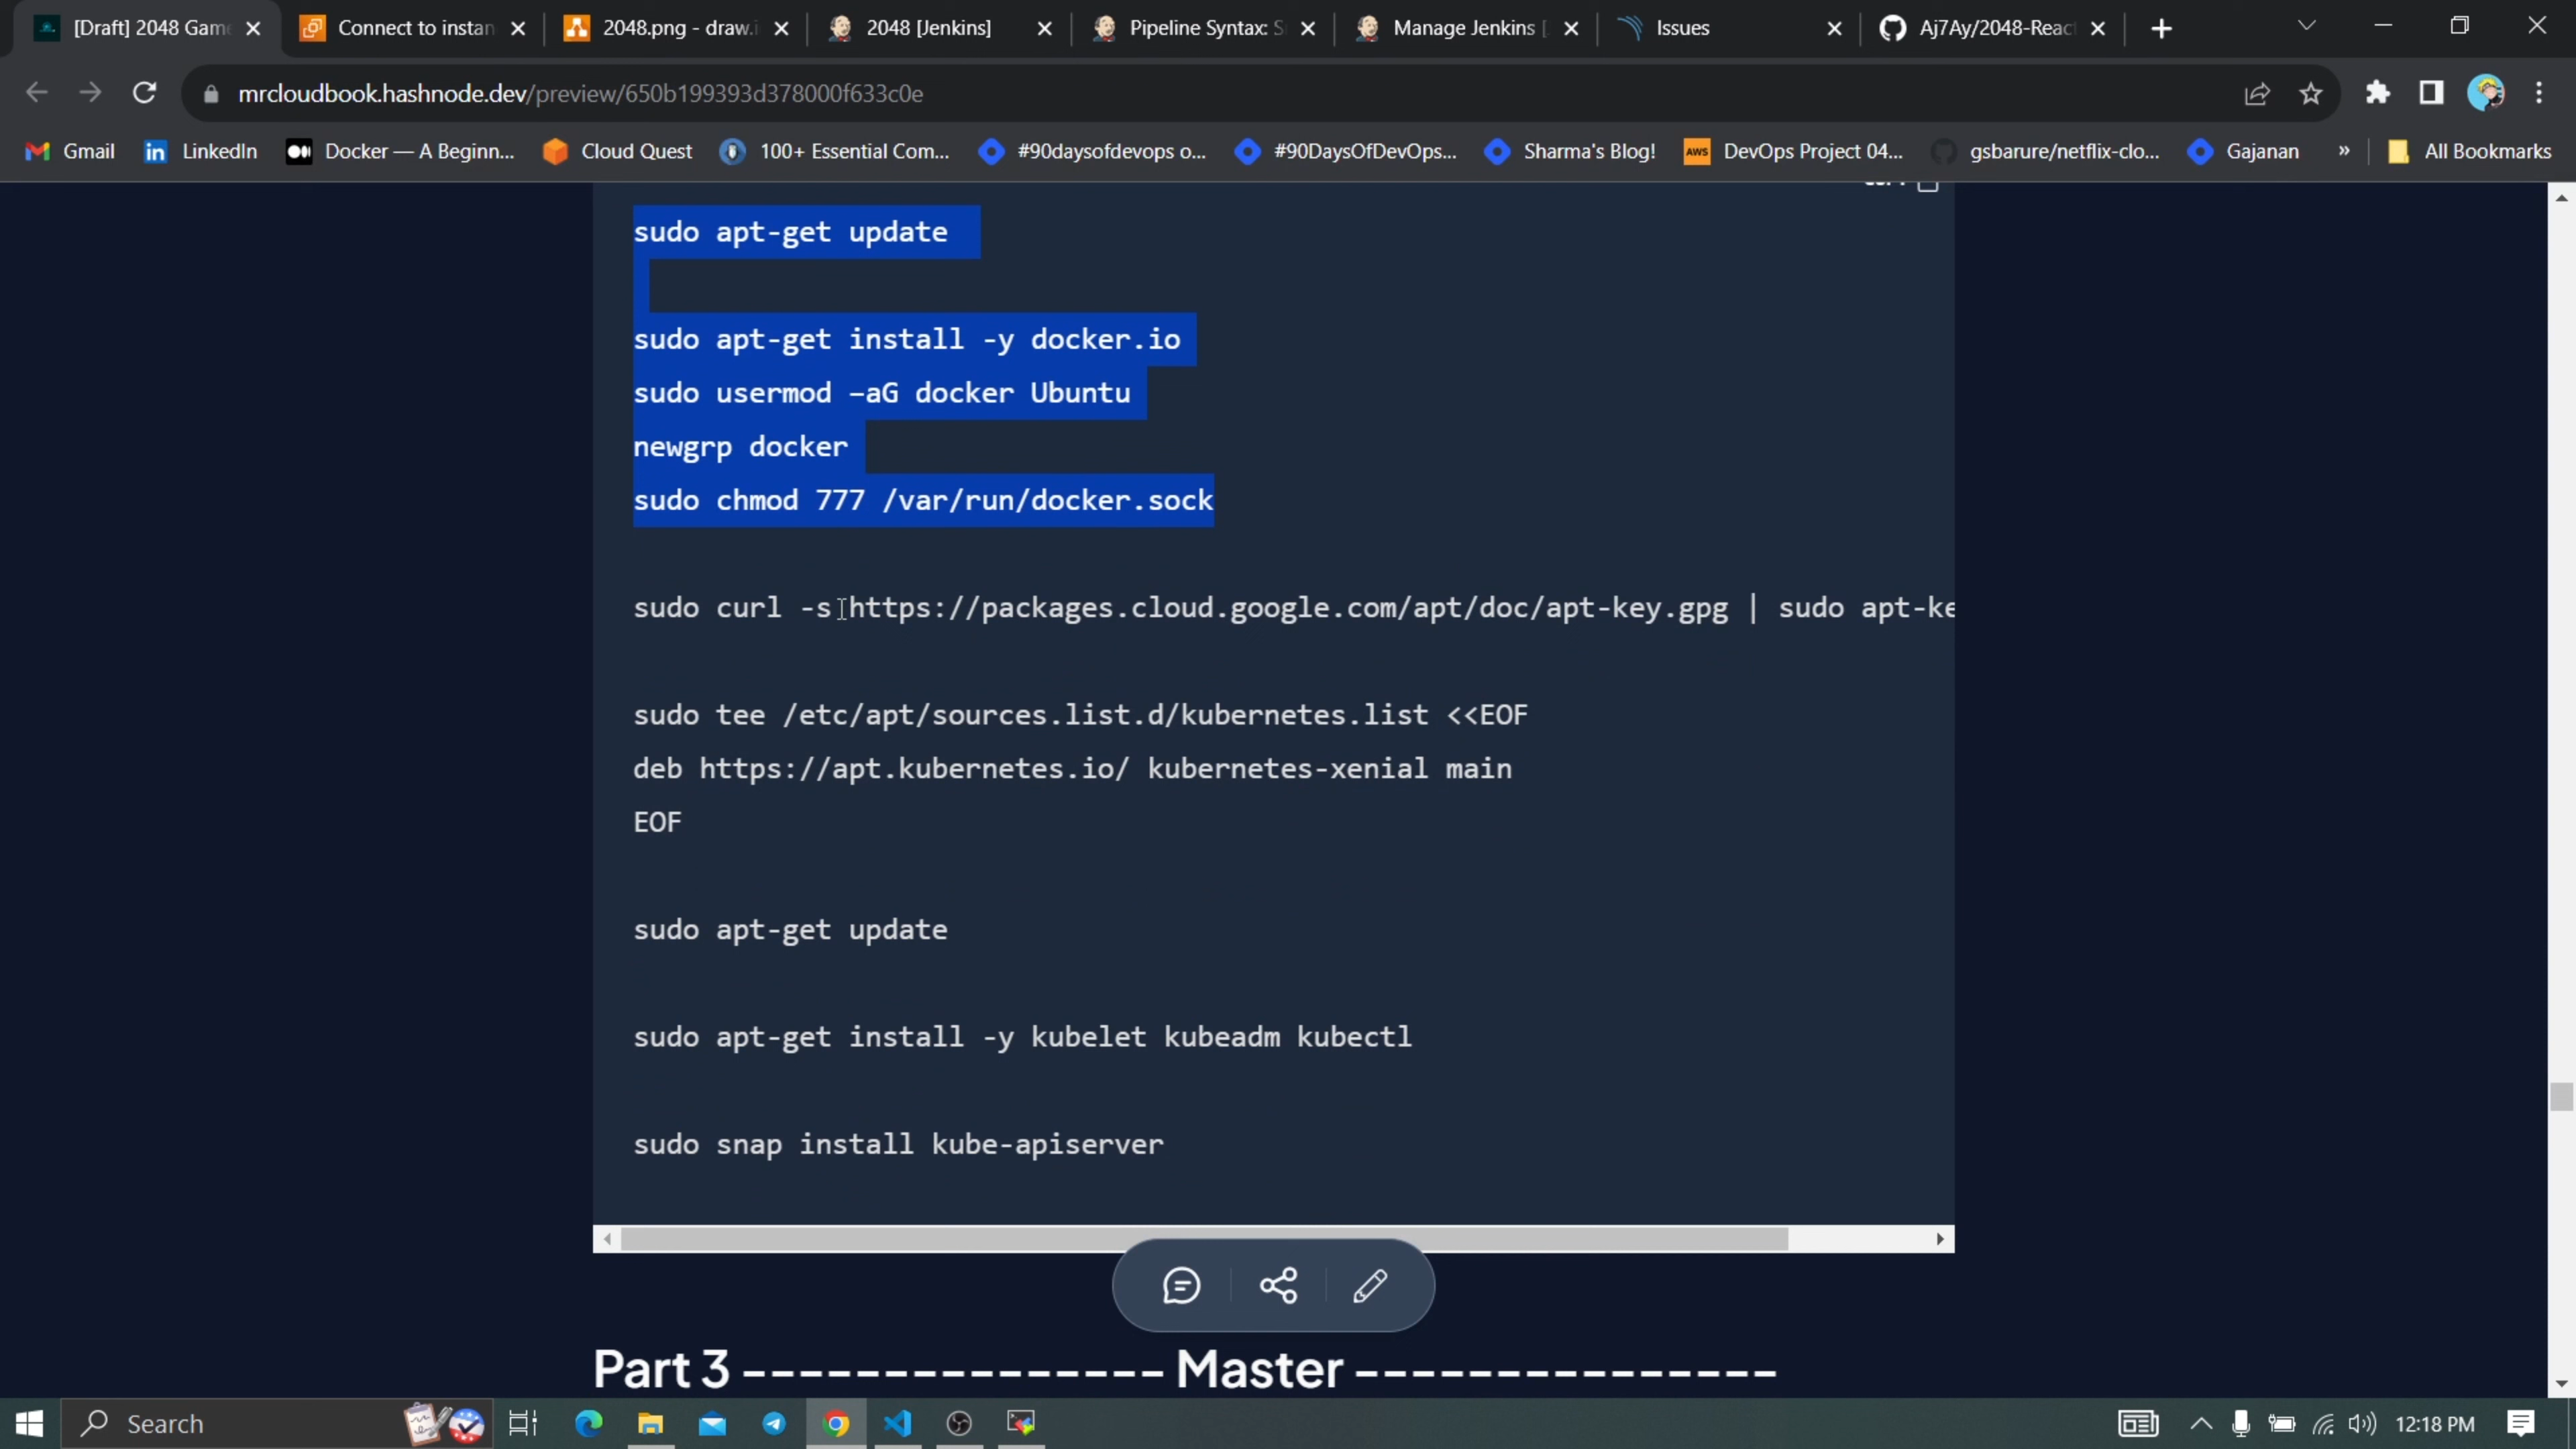 [Draft] 2048 Game
Connect to instan
2048.png - draw.i
2048 [Jenkins]
Pipeline Syntax: S
Manage Jenkins [
Issues
Aj7Ay/2048-React
mrcloudbook.hashnode.dev/preview/650b199393d378000f633c0e
Gmail
LinkedIn
Docker — A Beginn...
Cloud Quest
100+ Essential Com...
#90daysofdevops o...
#90DaysOfDevOps...
Sharma's Blog!
aws
DevOps Project 04...
gsbarure/netflix-clo...
Gajanan
»
All Bookmarks
sudo apt-get update
sudo apt-get install -y docker.io
sudo usermod –aG docker Ubuntu
newgrp docker
sudo chmod 777 /var/run/docker.sock
sudo curl -s https://packages.cloud.google.com/apt/doc/apt-key.gpg | sudo apt-ke
sudo tee /etc/apt/sources.list.d/kubernetes.list <<EOF
deb https://apt.kubernetes.io/ kubernetes-xenial main
EOF
sudo apt-get update
sudo apt-get install -y kubelet kubeadm kubectl
sudo snap install kube-apiserver
Part 3 --------------- Master ---------------
Search
12:18 PM